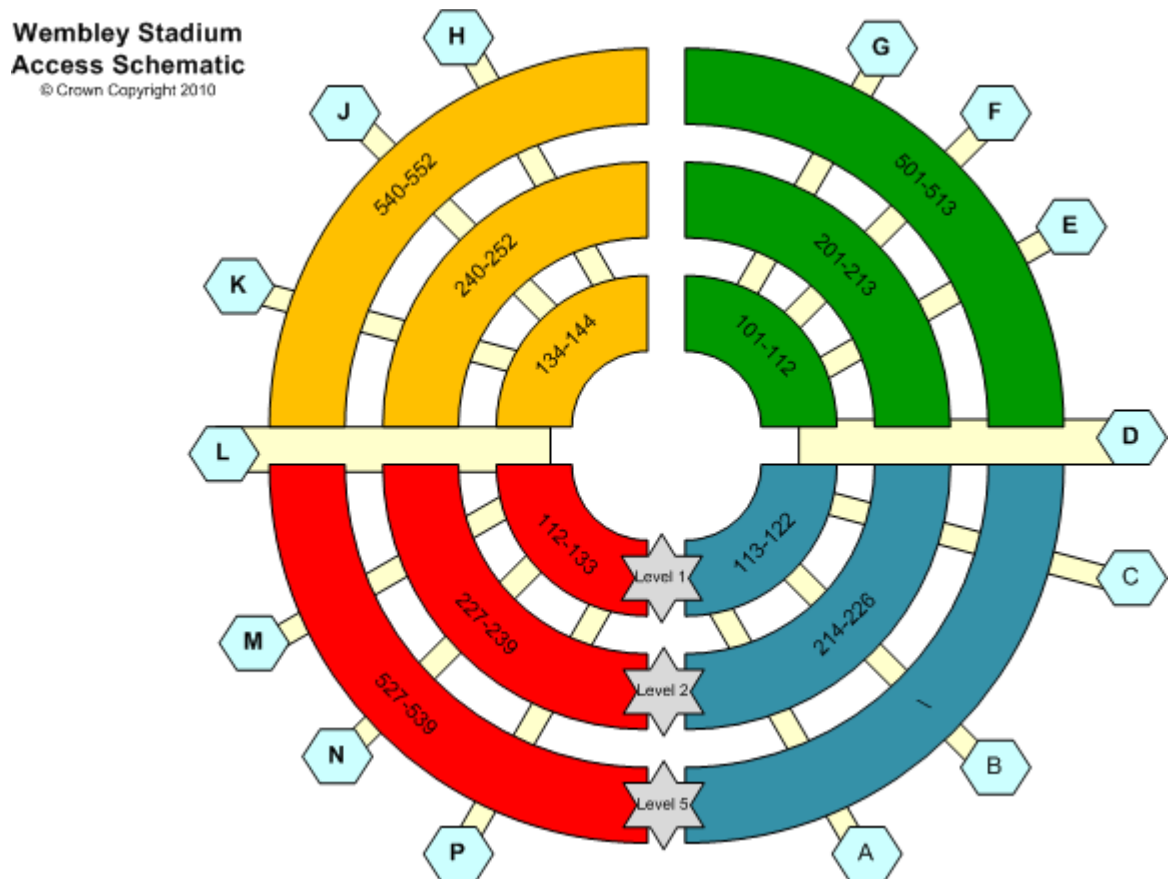 Wembley Stadium
Access Schematic
© Crown Copyright 2010
H
G
J
F
E
K
L
D
C
M
B
N
P
A
540-552
240-252
134-144
501-513
201-213
101-112
112-133
227-239
527-539
113-122
214-226
\
Level 1
Level 2
Level 5